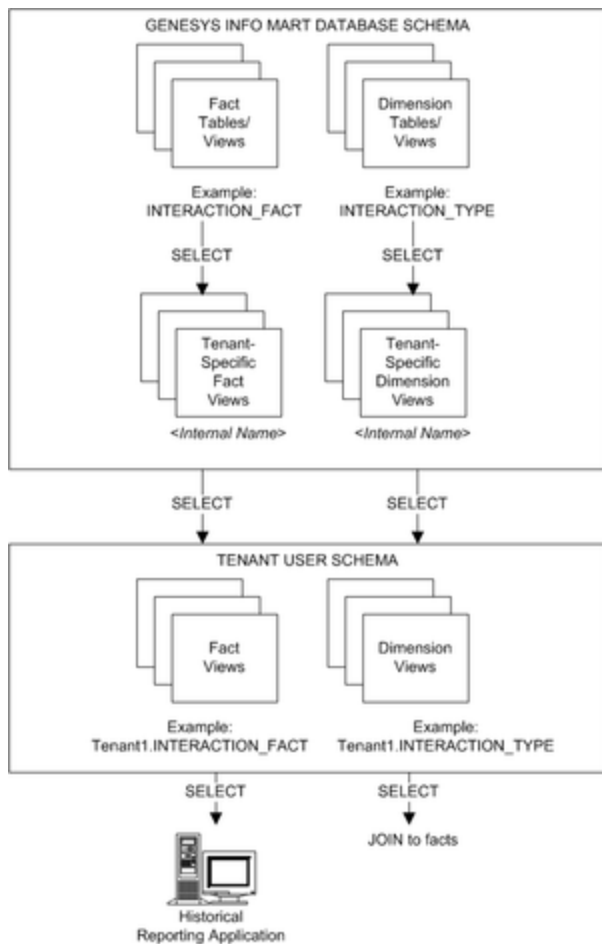 GENESYS INFO MART DATABASE SCHEMA
Fact
Tables/
Views
Dimension
Tables/
Views
Example:
INTERACTION_FACT
Example:
INTERACTION_TYPE
SELECT
SELECT
Tenant-
Specific
Fact
Views
Tenant-
Specific
Dimension
Views
<Internal Name>
<Internal Name>
SELECT
SELECT
TENANT USER SCHEMA
Fact
Views
Dimension
Views
Example:
Tenant1.INTERACTION_FACT
Example:
Tenant1.INTERACTION_TYPE
SELECT
SELECT
JOIN to facts
Historical
Reporting Application